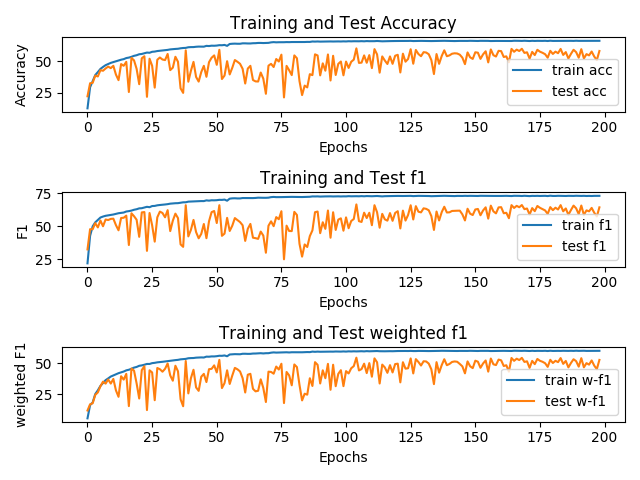 Training and Test Accuracy
Accuracy
50
25
train acc
test acc
0 25 50 75 100 125 150 175 200
Epochs
Training and Test f1
F1
75
50
25
train f1
test f1
0 25 50 75 100 125 150 175 200
Epochs
Training and Test weighted f1
weighted F1
50
25
train w-f1
test w-f1
0 25 50 75 100 125 150 175 200
Epochs